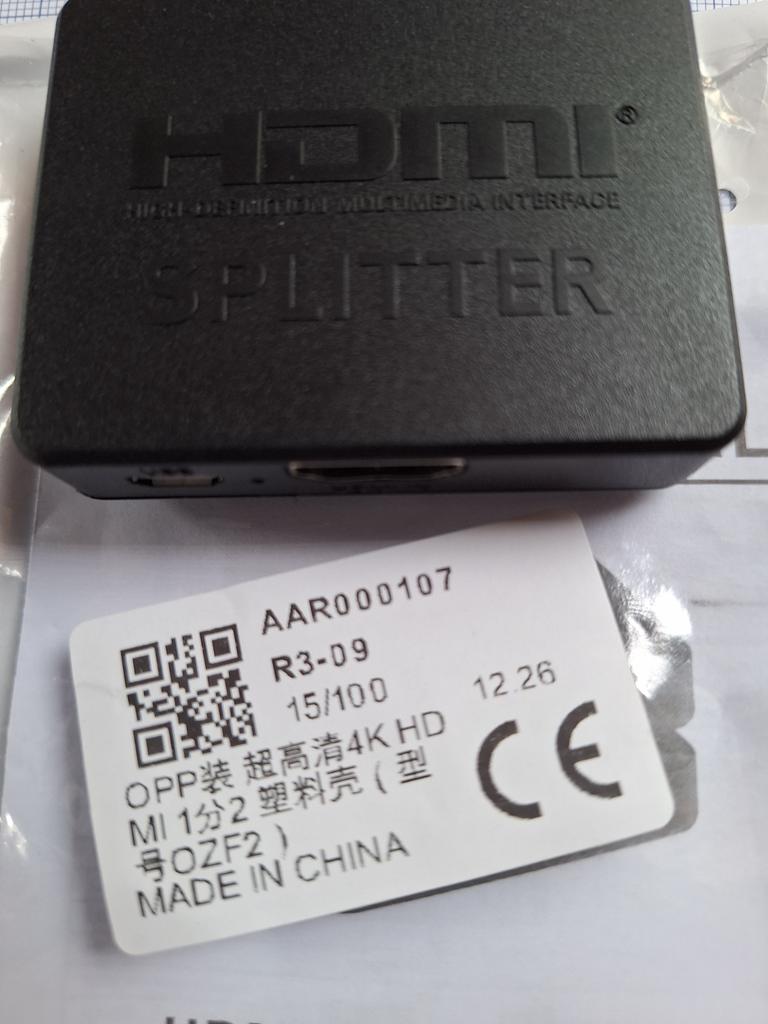 HDMI®
HIGH-DEFINITION MULTIMEDIA INTERFACE
SPLITTER
AAR000107
R3-09
15/100
12.26
OPP装 超高清4K HD
MI 1分2 塑料壳（型
号OZF2）
CE
MADE IN CHINA